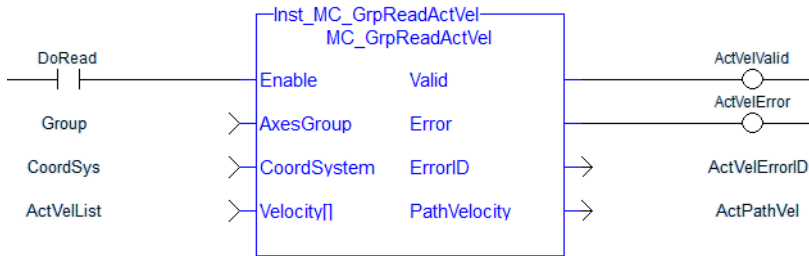 Inst_MC_GrpReadActVel
MC_GrpReadActVel
DoRead ActVelValid
Enable Valid
ActVelError
Group AxesGroup Error
CoordSys CoordSystem ErrorID ActVelErrorID
ActVelList Velocity[] PathVelocity ActPathVel